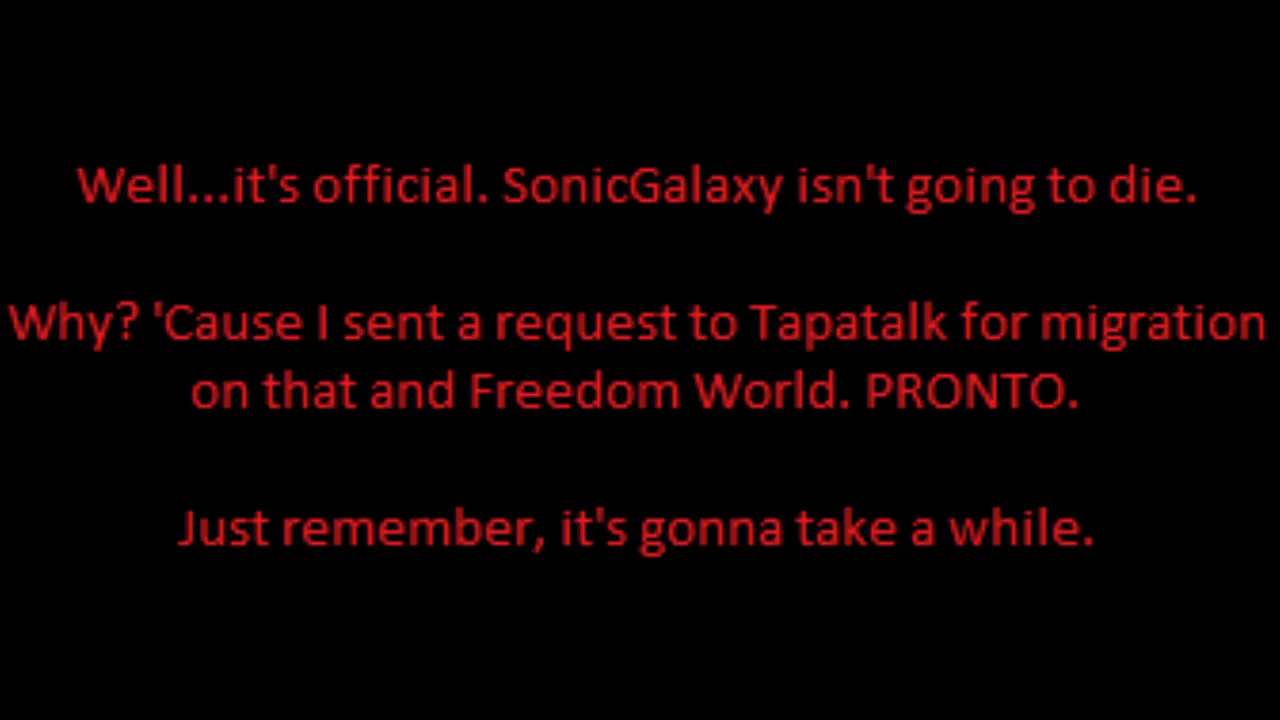 Well...it's official. SonicGalaxy isn't going to die.
Why? 'Cause I sent a request to Tapatalk for migration
on that and Freedom World. PRONTO.
Just remember, it's gonna take a while.